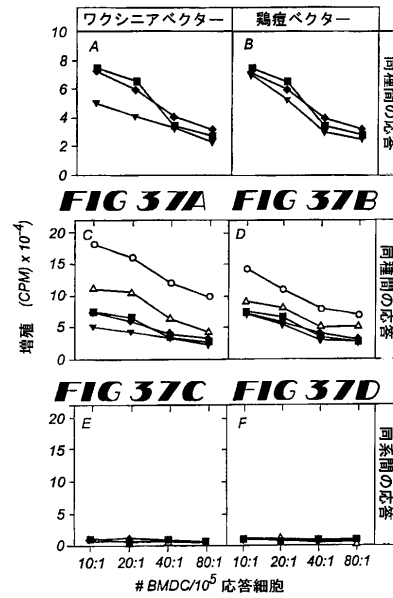 ワクシニアベクター 鶏痘ベクター
10
8
6
4
2
0
A B
同種間の応答
FIG 37A FIG 37B
増殖 (CPM) x 10-4
20
15
10
5
0
C D
同種間の応答
FIG 37C FIG 37D
20
15
10
5
0
E F
同系間の応答
10:1 20:1 40:1 80:1 10:1 20:1 40:1 80:1
# BMDC/10⁵ 応答細胞